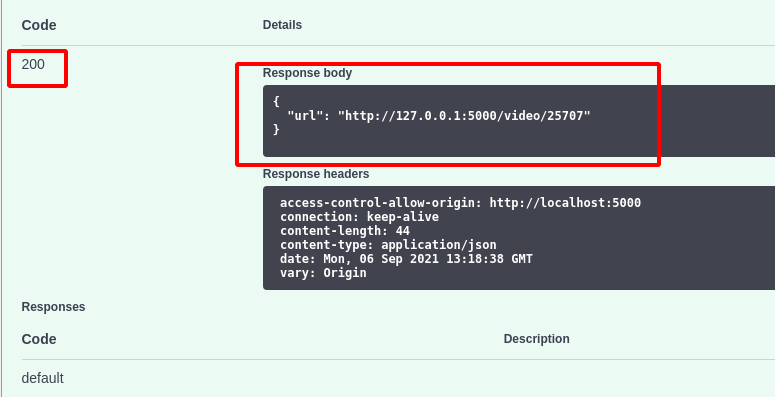 Code Details
200
Response body
{
  "url": "http://127.0.0.1:5000/video/25707"
}
Response headers
access-control-allow-origin: http://localhost:5000
connection: keep-alive
content-length: 44
content-type: application/json
date: Mon, 06 Sep 2021 13:18:38 GMT
vary: Origin
Responses
Code Description
default